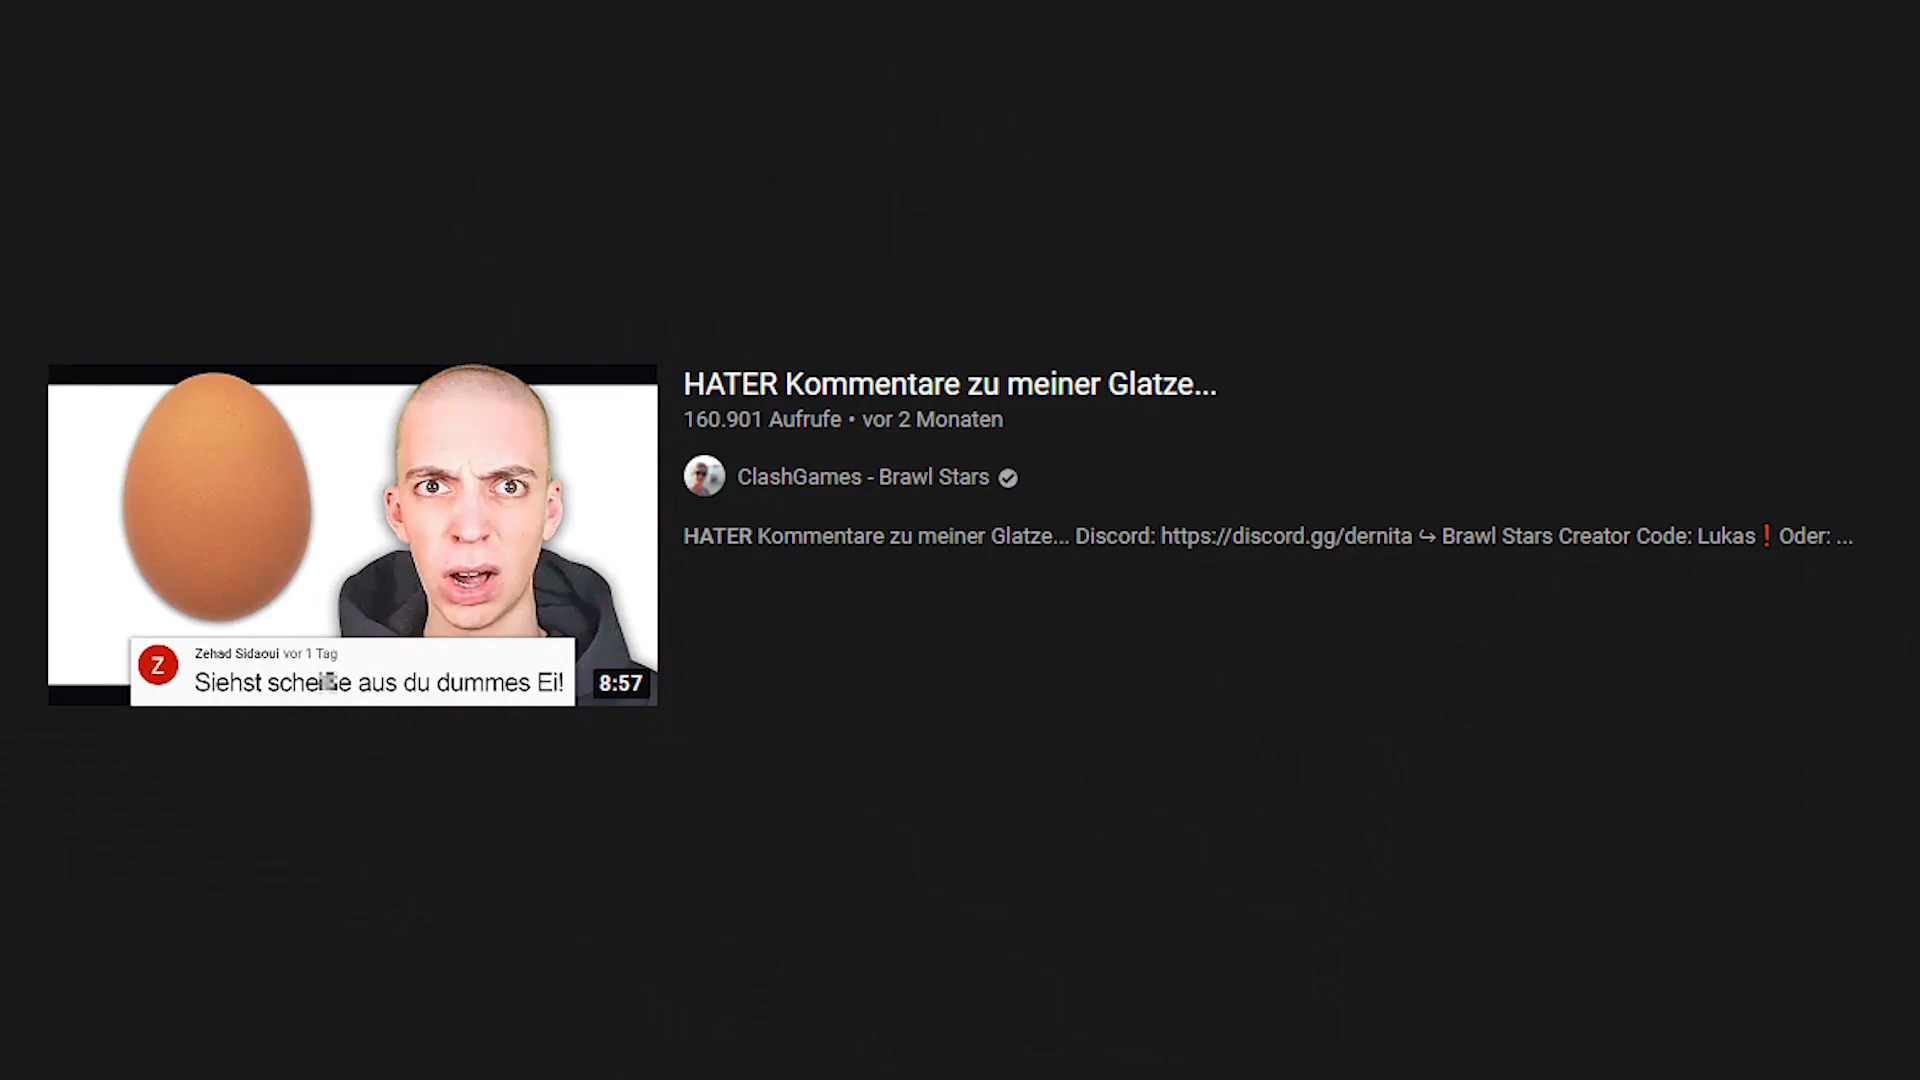 HATER Kommentare zu meiner Glatze...
160.901 Aufrufe • vor 2 Monaten
ClashGames - Brawl Stars
HATER Kommentare zu meiner Glatze... Discord: https://discord.gg/dernita ↪ Brawl Stars Creator Code: Lukas❗Oder: ...
Z
Zehad Sidaoui vor 1 Tag
Siehst aus du dummes Ei!
8:57